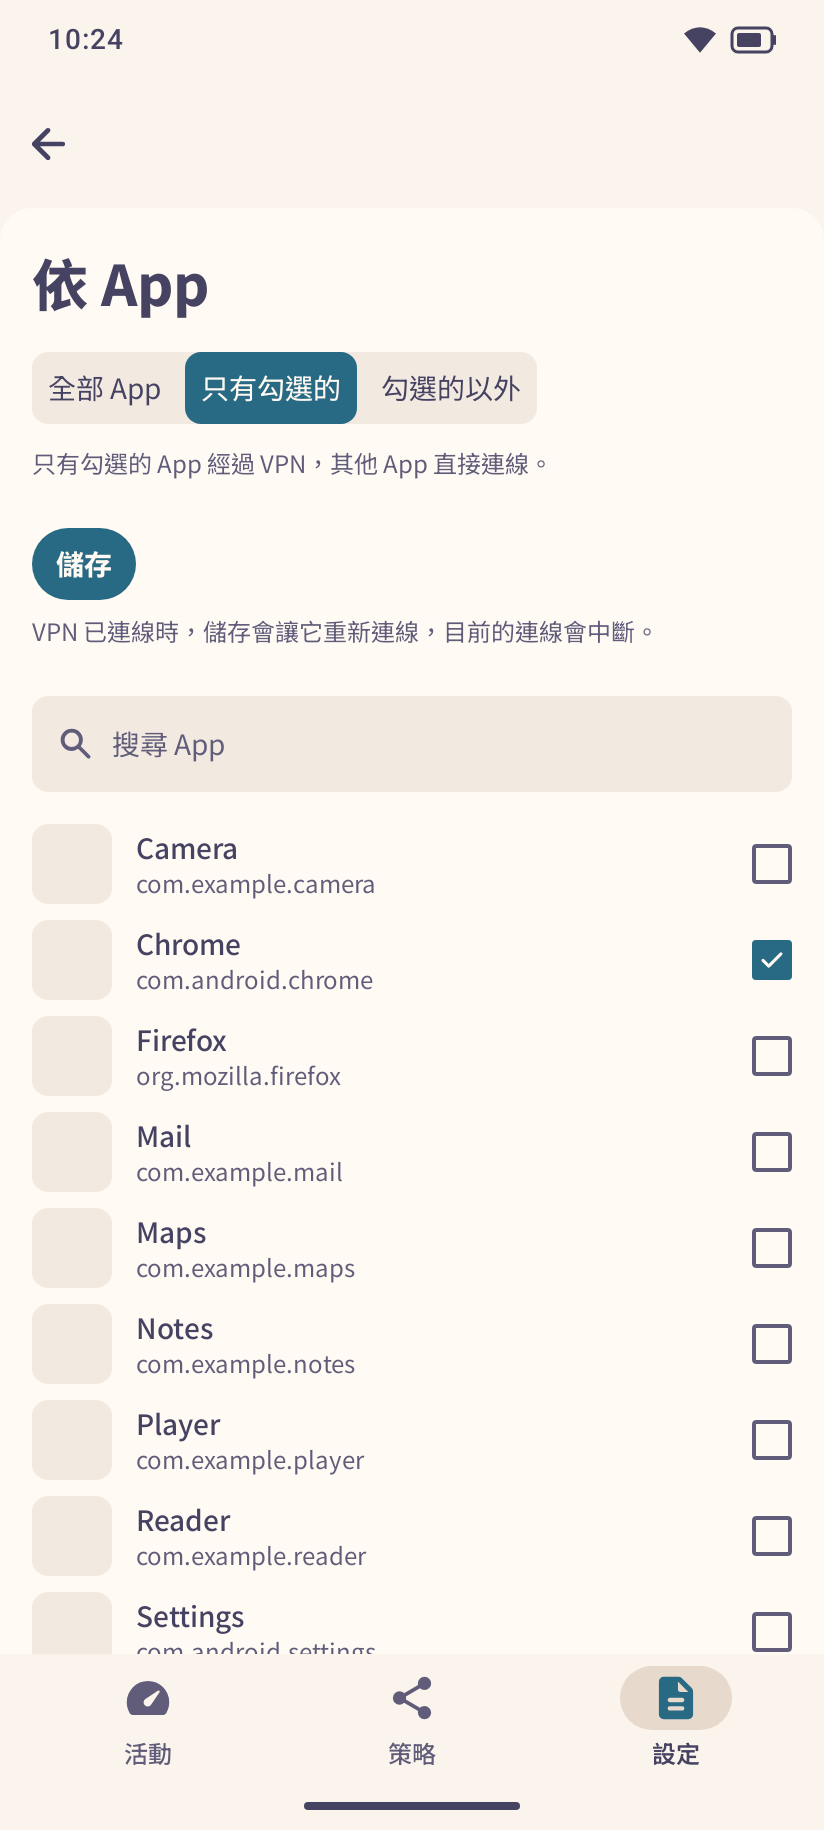 10:24
依 App
全部 App
只有勾選的
勾選的以外
只有勾選的 App 經過 VPN，其他 App 直接連線。
儲存
VPN 已連線時，儲存會讓它重新連線，目前的連線會中斷。
搜尋 App
Camera
com.example.camera
Chrome
com.android.chrome
Firefox
org.mozilla.firefox
Mail
com.example.mail
Maps
com.example.maps
Notes
com.example.notes
Player
com.example.player
Reader
com.example.reader
Settings
com.android.settings
活動
策略
設定